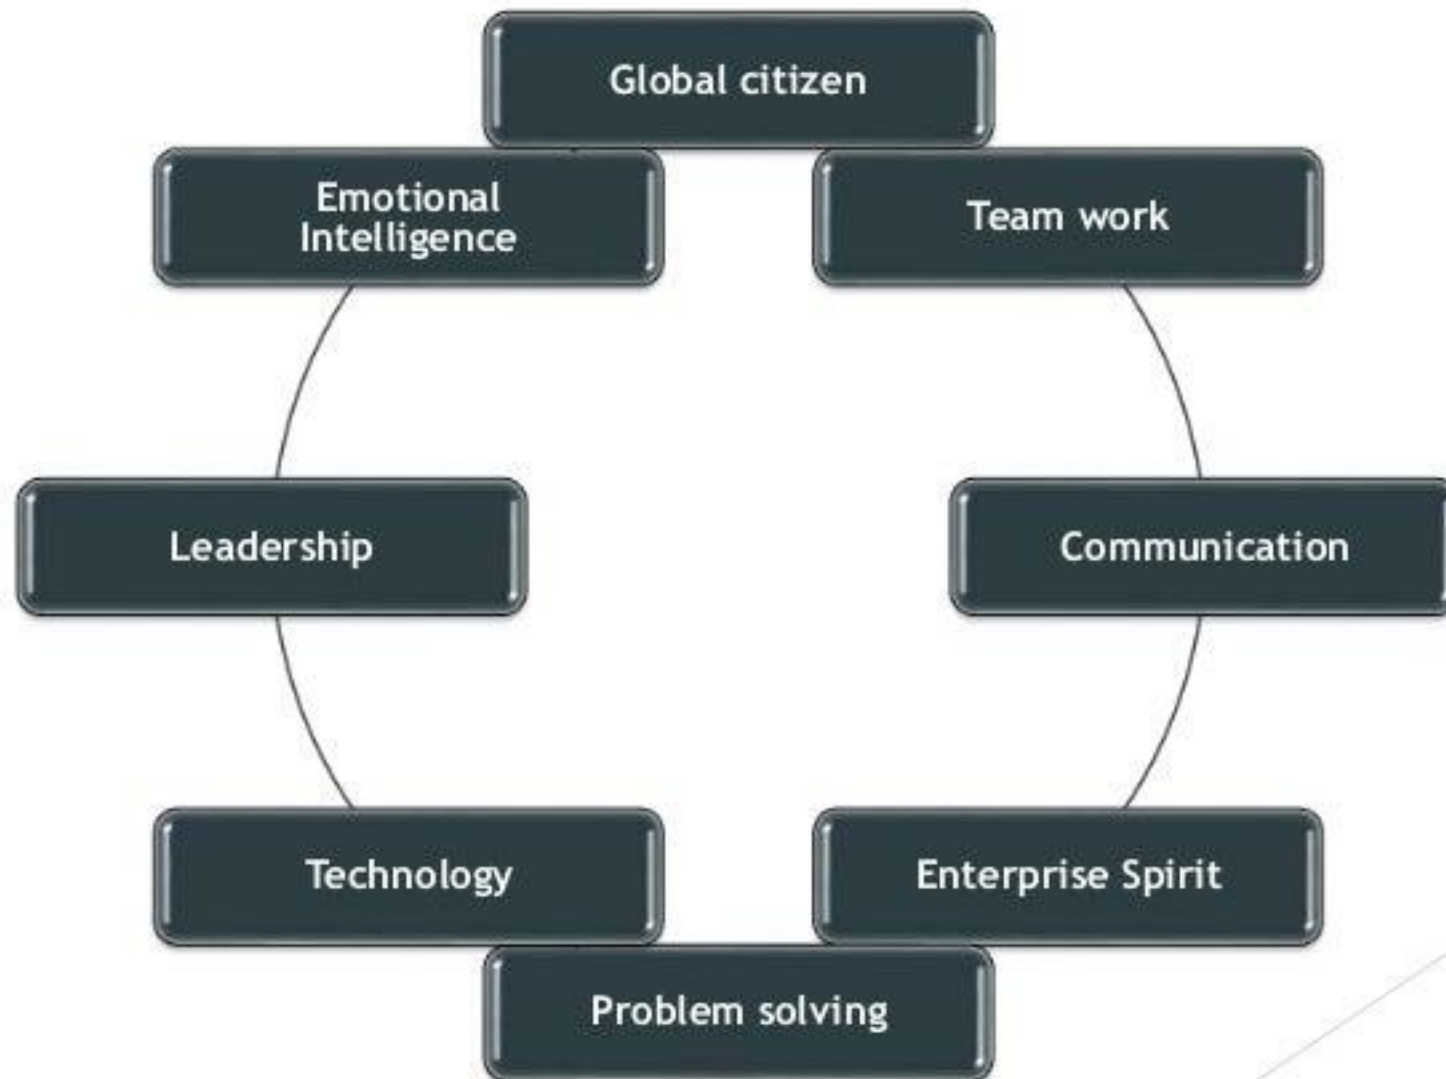 Global citizen
Emotional
Intelligence
Team work
Leadership
Communication
Technology
Enterprise Spirit
Problem solving